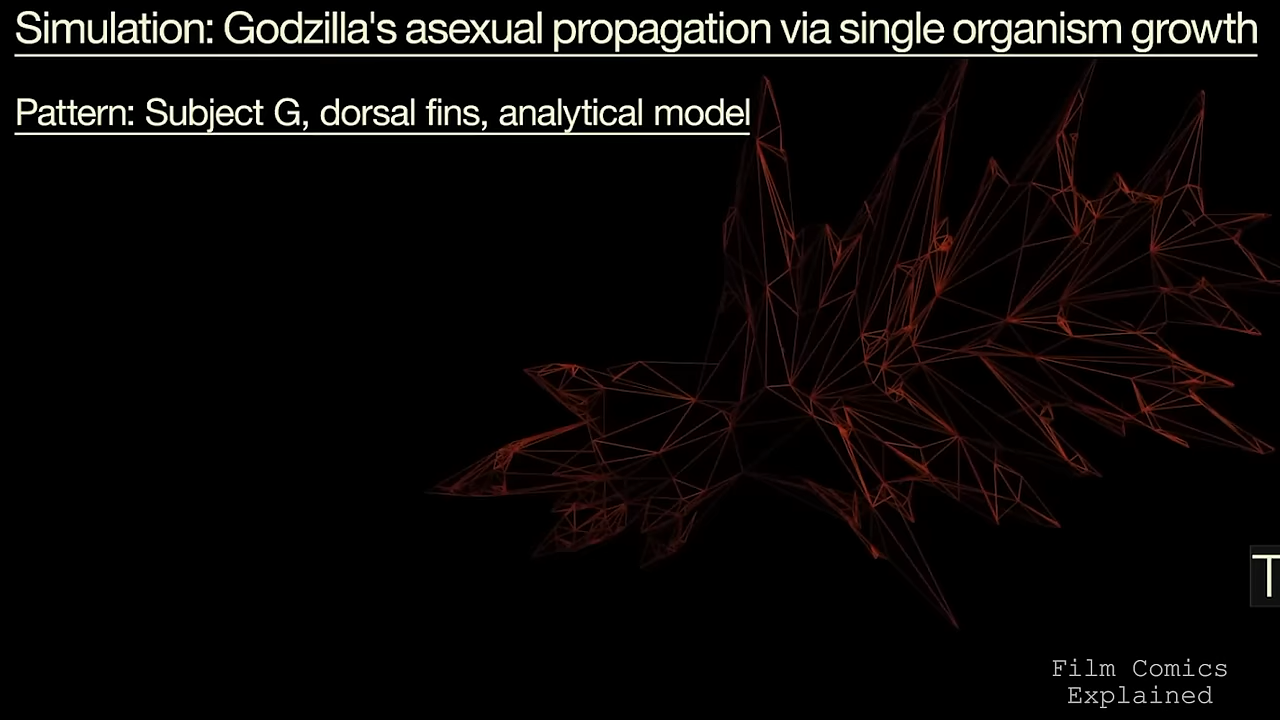 Simulation: Godzilla's asexual propagation via single organism growth
Pattern: Subject G, dorsal fins, analytical model
T
Film Comics
Explained